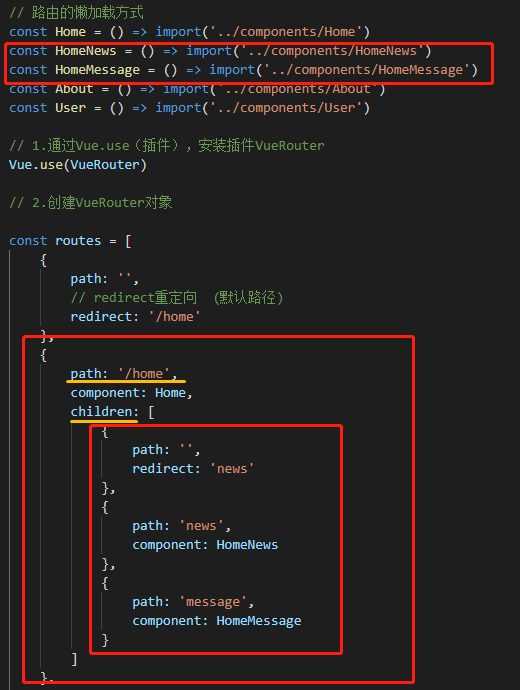 // 路由的懒加载方式
const Home = () => import('../components/Home')
const HomeNews = () => import('../components/HomeNews')
const HomeMessage = () => import('../components/HomeMessage')
const About = () => import('../components/About')
const User = () => import('../components/User')
// 1.通过Vue.use（插件），安装插件VueRouter
Vue.use(VueRouter)
// 2.创建VueRouter对象
const routes = [
{
path: '',
// redirect重定向 （默认路径）
redirect: '/home'
},
{
path: '/home',
component: Home,
children: [
{
path: '',
redirect: 'news'
},
{
path: 'news',
component: HomeNews
},
{
path: 'message',
component: HomeMessage
}
]
},